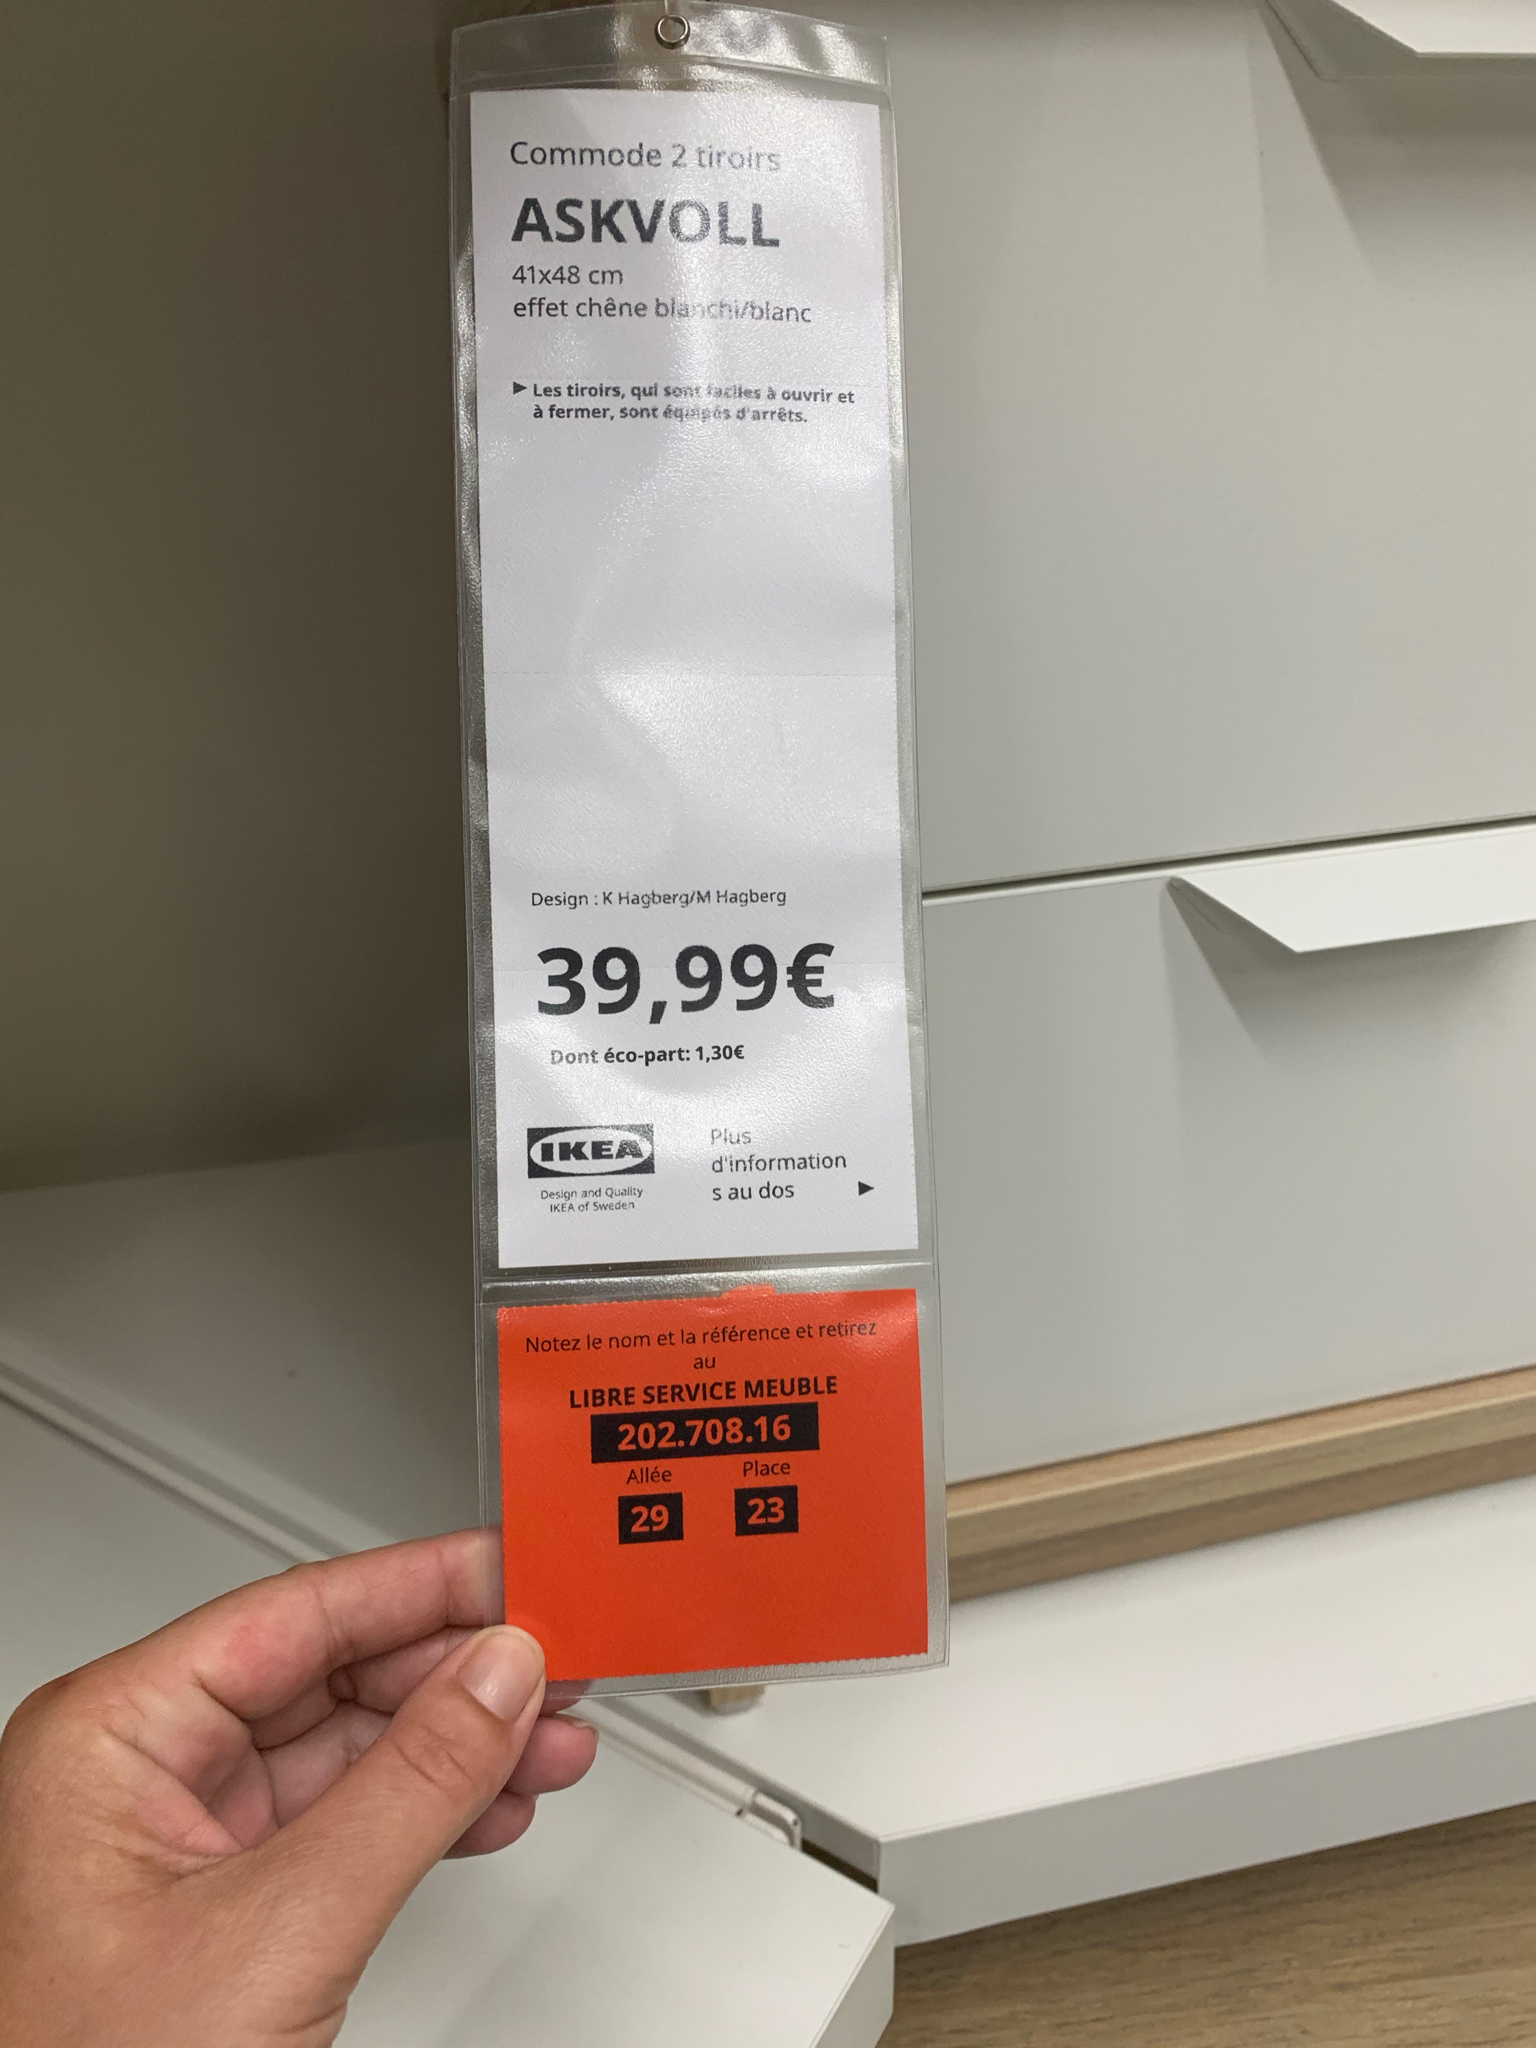 Commode 2 tiroirs
ASKVOLL
41x48 cm
effet chêne blanchi/blanc
▶ Les tiroirs, qui sont faciles à ouvrir et
à fermer, sont équipés d'arrêts.
Design : K Hagberg/M Hagberg
39,99€
Dont éco-part: 1,30€
IKEA
Design and Quality
IKEA of Sweden
Plus
d'information
s au dos ▶
Notez le nom et la référence et retirez
au
LIBRE SERVICE MEUBLE
202.708.16
Allée Place
29 23